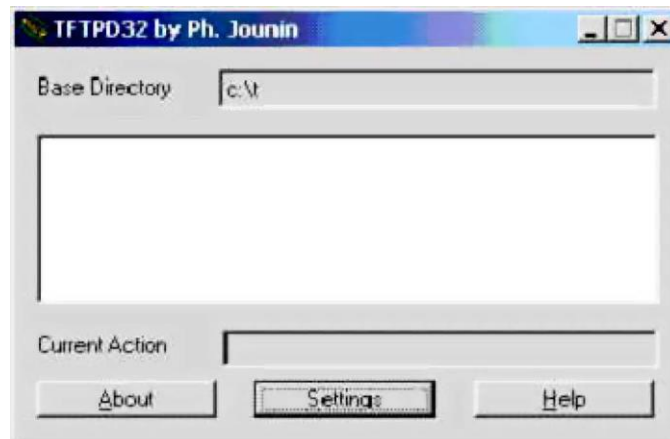 TFTPD32 by Ph. Jounin
Base Directory c:\t
Current Action
About Settings Help